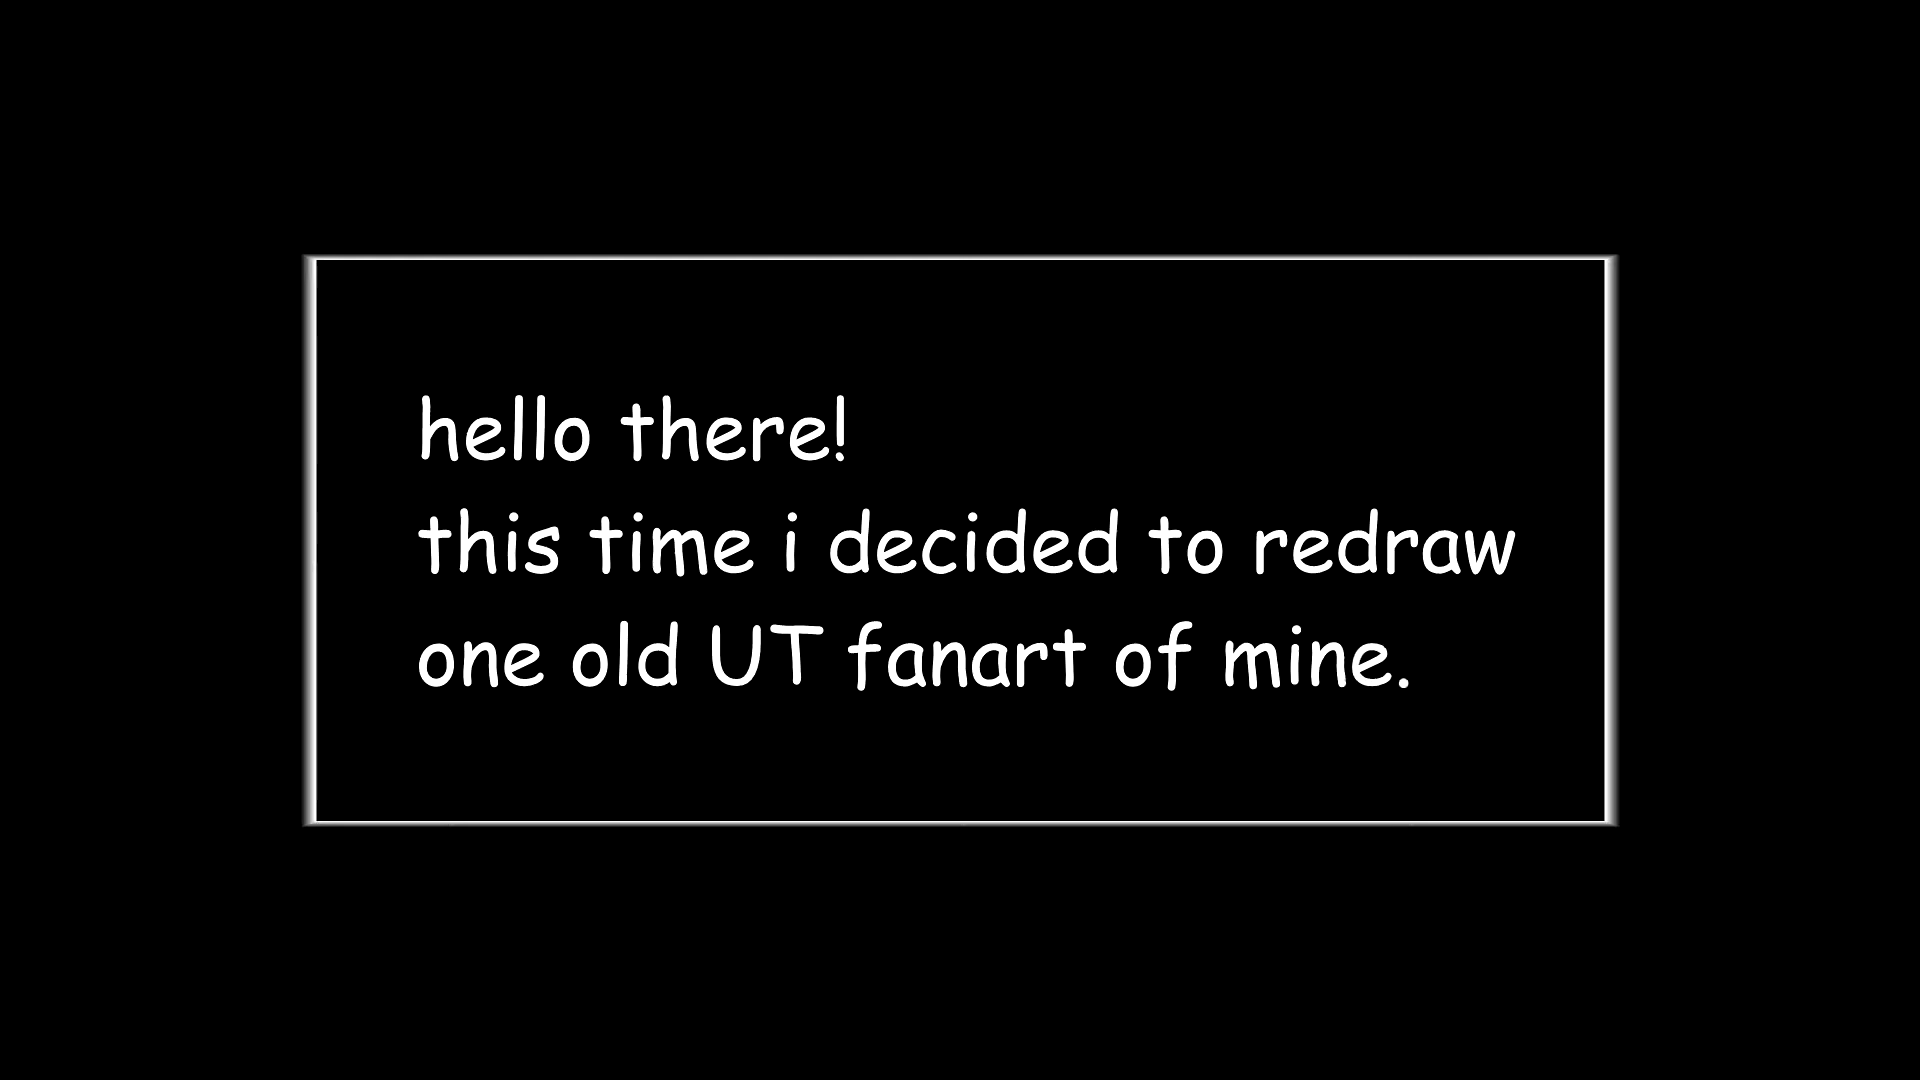 hello there!
this time i decided to redraw
one old UT fanart of mine.